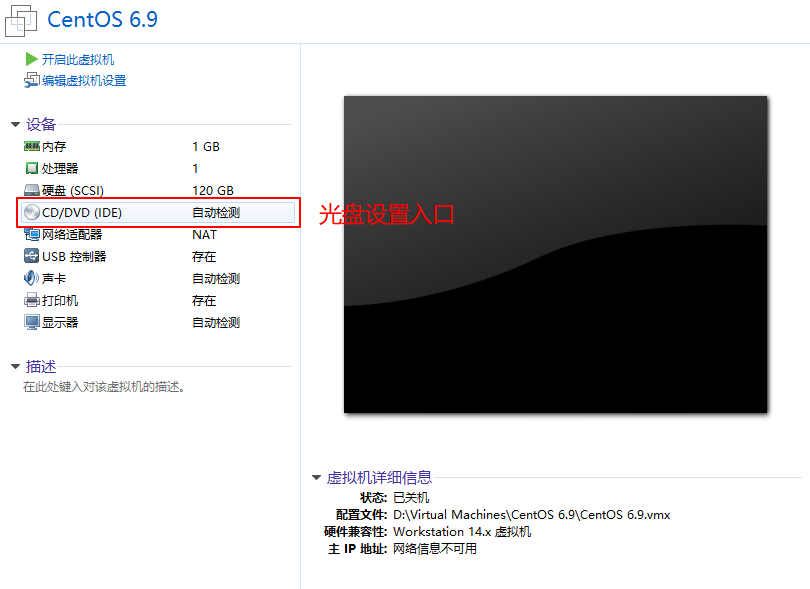 CentOS 6.9
开启此虚拟机
编辑虚拟机设置
设备
内存 1 GB
处理器 1
硬盘 (SCSI) 120 GB
CD/DVD (IDE) 自动检测
光盘设置入口
网络适配器 NAT
USB 控制器 存在
声卡 自动检测
打印机 存在
显示器 自动检测
描述
在此处键入对该虚拟机的描述。
虚拟机详细信息
状态: 已关机
配置文件: D:\Virtual Machines\CentOS 6.9\CentOS 6.9.vmx
硬件兼容性: Workstation 14.x 虚拟机
主 IP 地址: 网络信息不可用